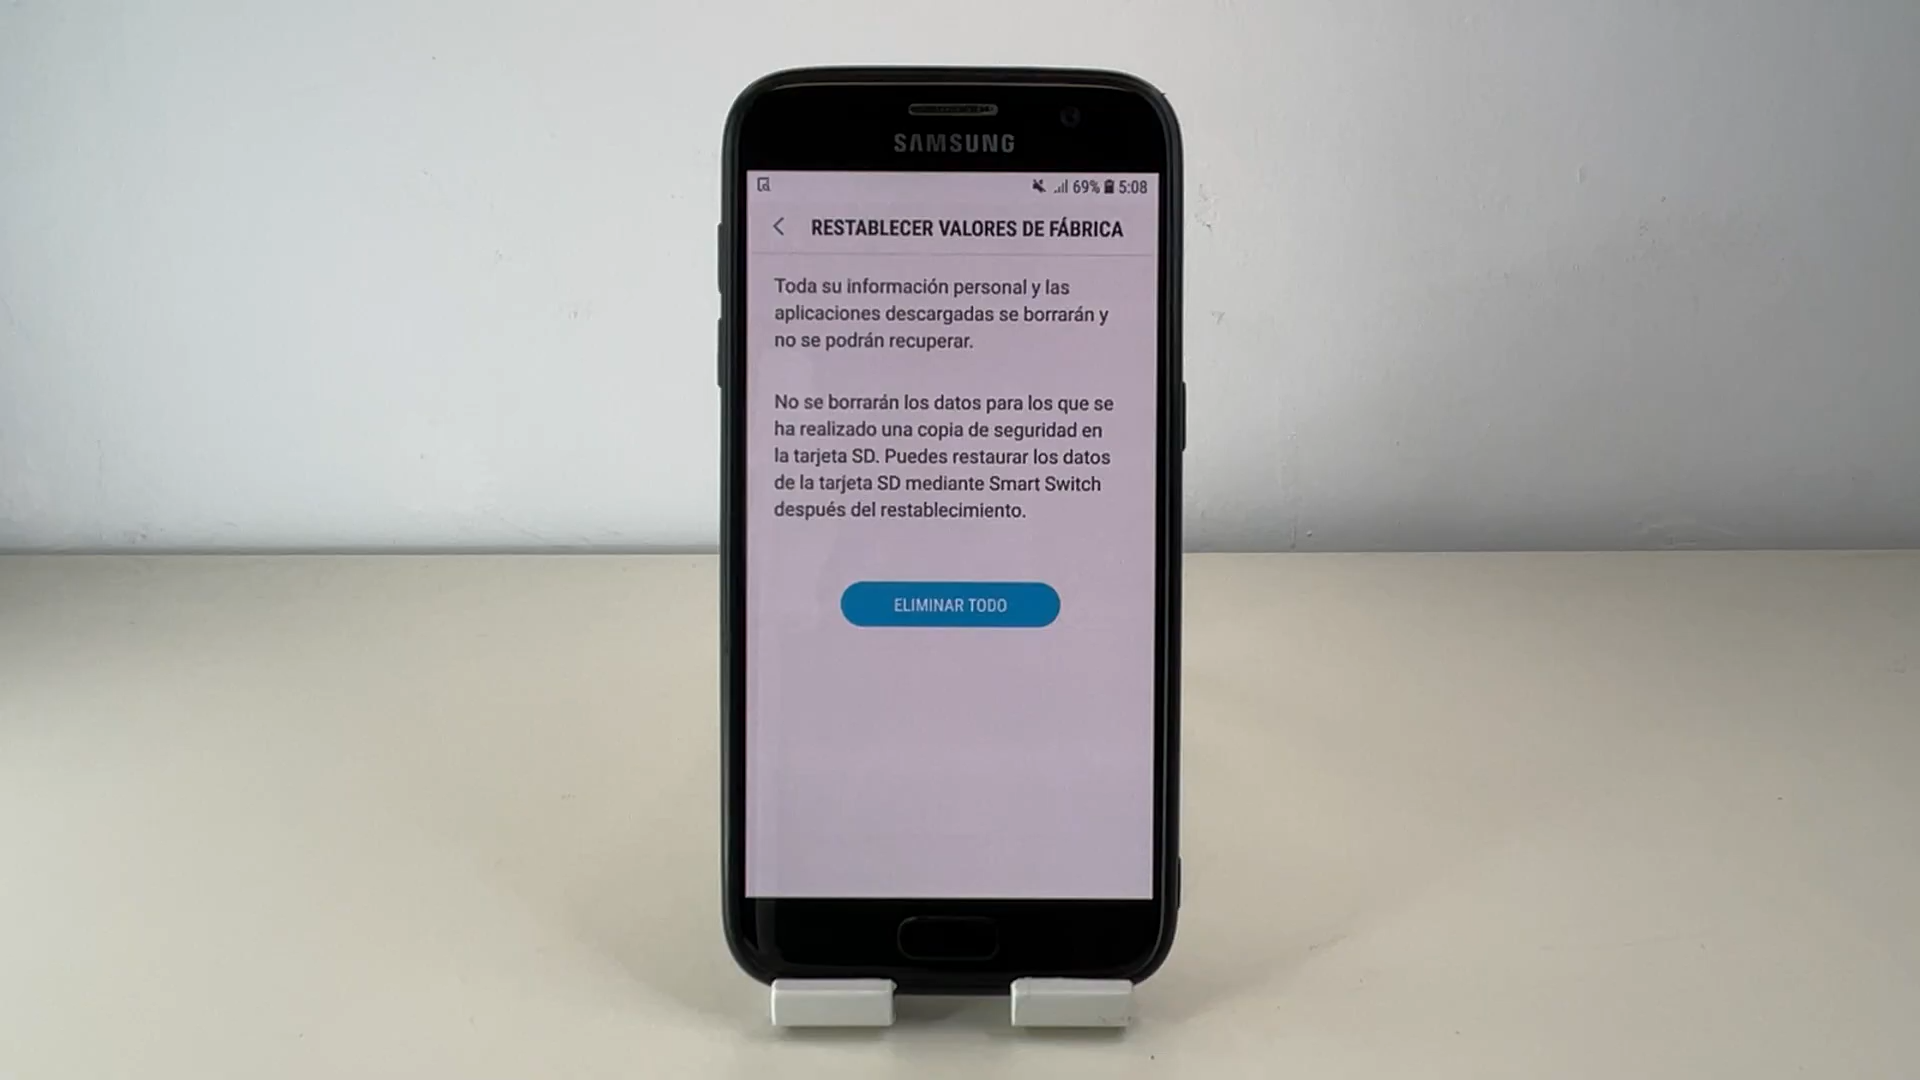 SAMSUNG
69% 5:08
RESTABLECER VALORES DE FÁBRICA
Toda su información personal y las
aplicaciones descargadas se borrarán y
no se podrán recuperar.
No se borrarán los datos para los que se
ha realizado una copia de seguridad en
la tarjeta SD. Puedes restaurar los datos
de la tarjeta SD mediante Smart Switch
después del restablecimiento.
ELIMINAR TODO